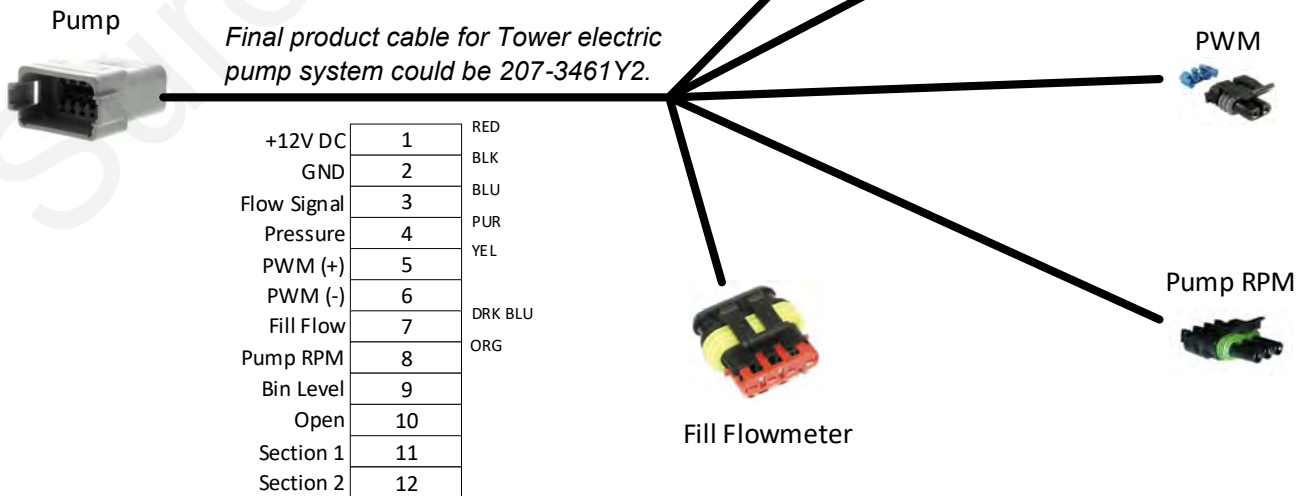 Pump
Final product cable for Tower electric
pump system could be 207-3461Y2.
PWM
+12V DC 1 RED
GND 2 BLK
Flow Signal 3 BLU
Pressure 4 PUR
PWM (+) 5 YEL
PWM (-) 6
Fill Flow 7 DRK BLU
Pump RPM 8 ORG
Bin Level 9
Open 10
Section 1 11
Section 2 12
Pump RPM
Fill Flowmeter